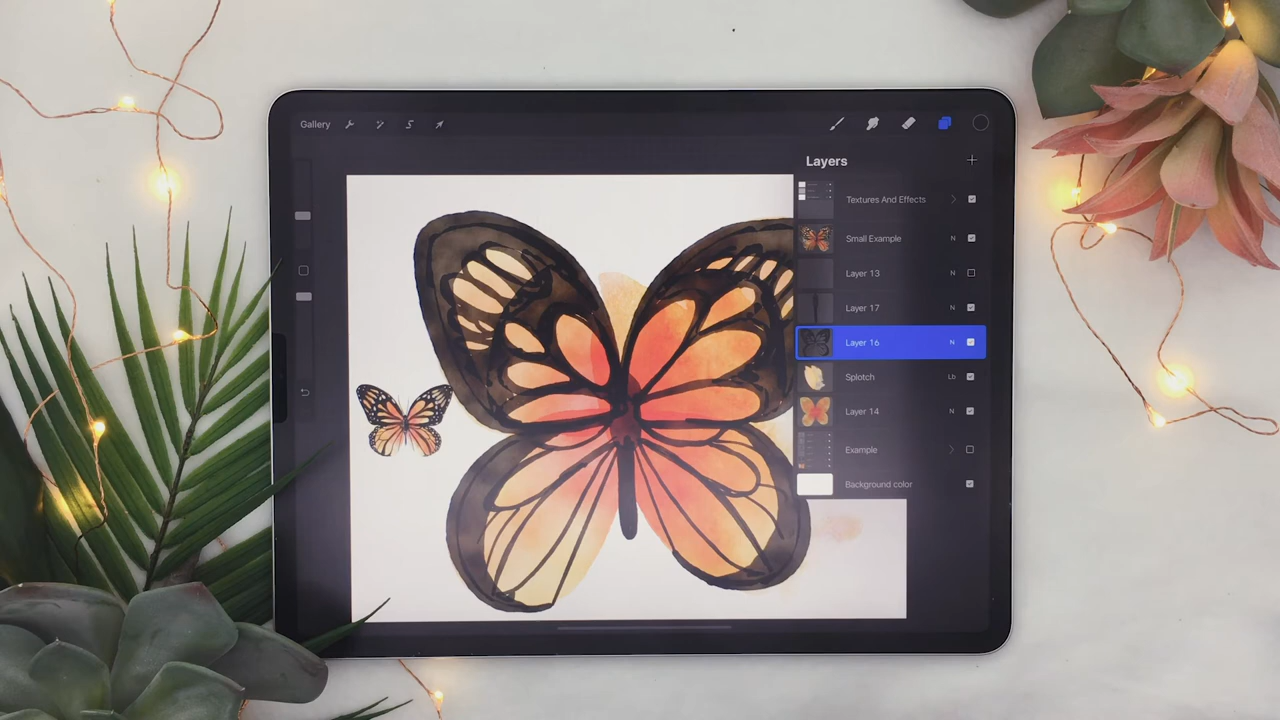 Gallery
Layers
Textures And Effects
Small Example N
Layer 13 N
Layer 17 N
Layer 16 N
Splotch Lb
Layer 14 N
Example
Background color